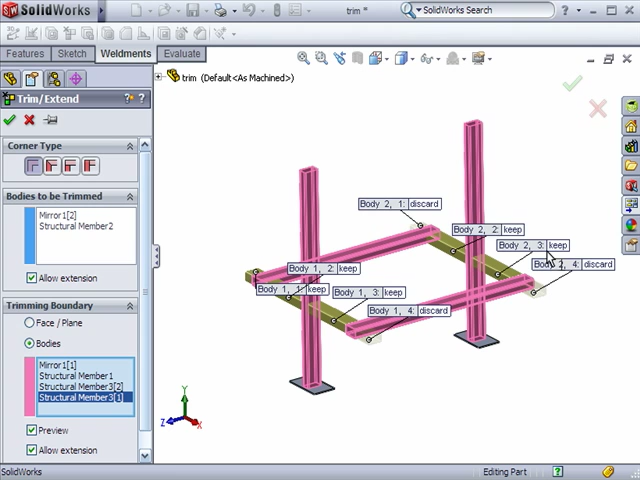 SolidWorks
trim *
SolidWorks Search
Features
Sketch
Weldments
Evaluate
trim (Default<As Machined>)
Trim/Extend
Corner Type
Bodies to be Trimmed
Mirror1[2]
Structural Member2
Allow extension
Trimming Boundary
Face / Plane
Bodies
Mirror1[1]
Structural Member1
Structural Member3[2]
Structural Member3[1]
Preview
Allow extension
Body 2, 1: discard
Body 2, 2: keep
Body 2, 3: keep
Body 2, 4: discard
Body 1, 2: keep
Body 1, 1: keep
Body 1, 3: keep
Body 1, 4: discard
Y
Z
X
SolidWorks
Editing Part